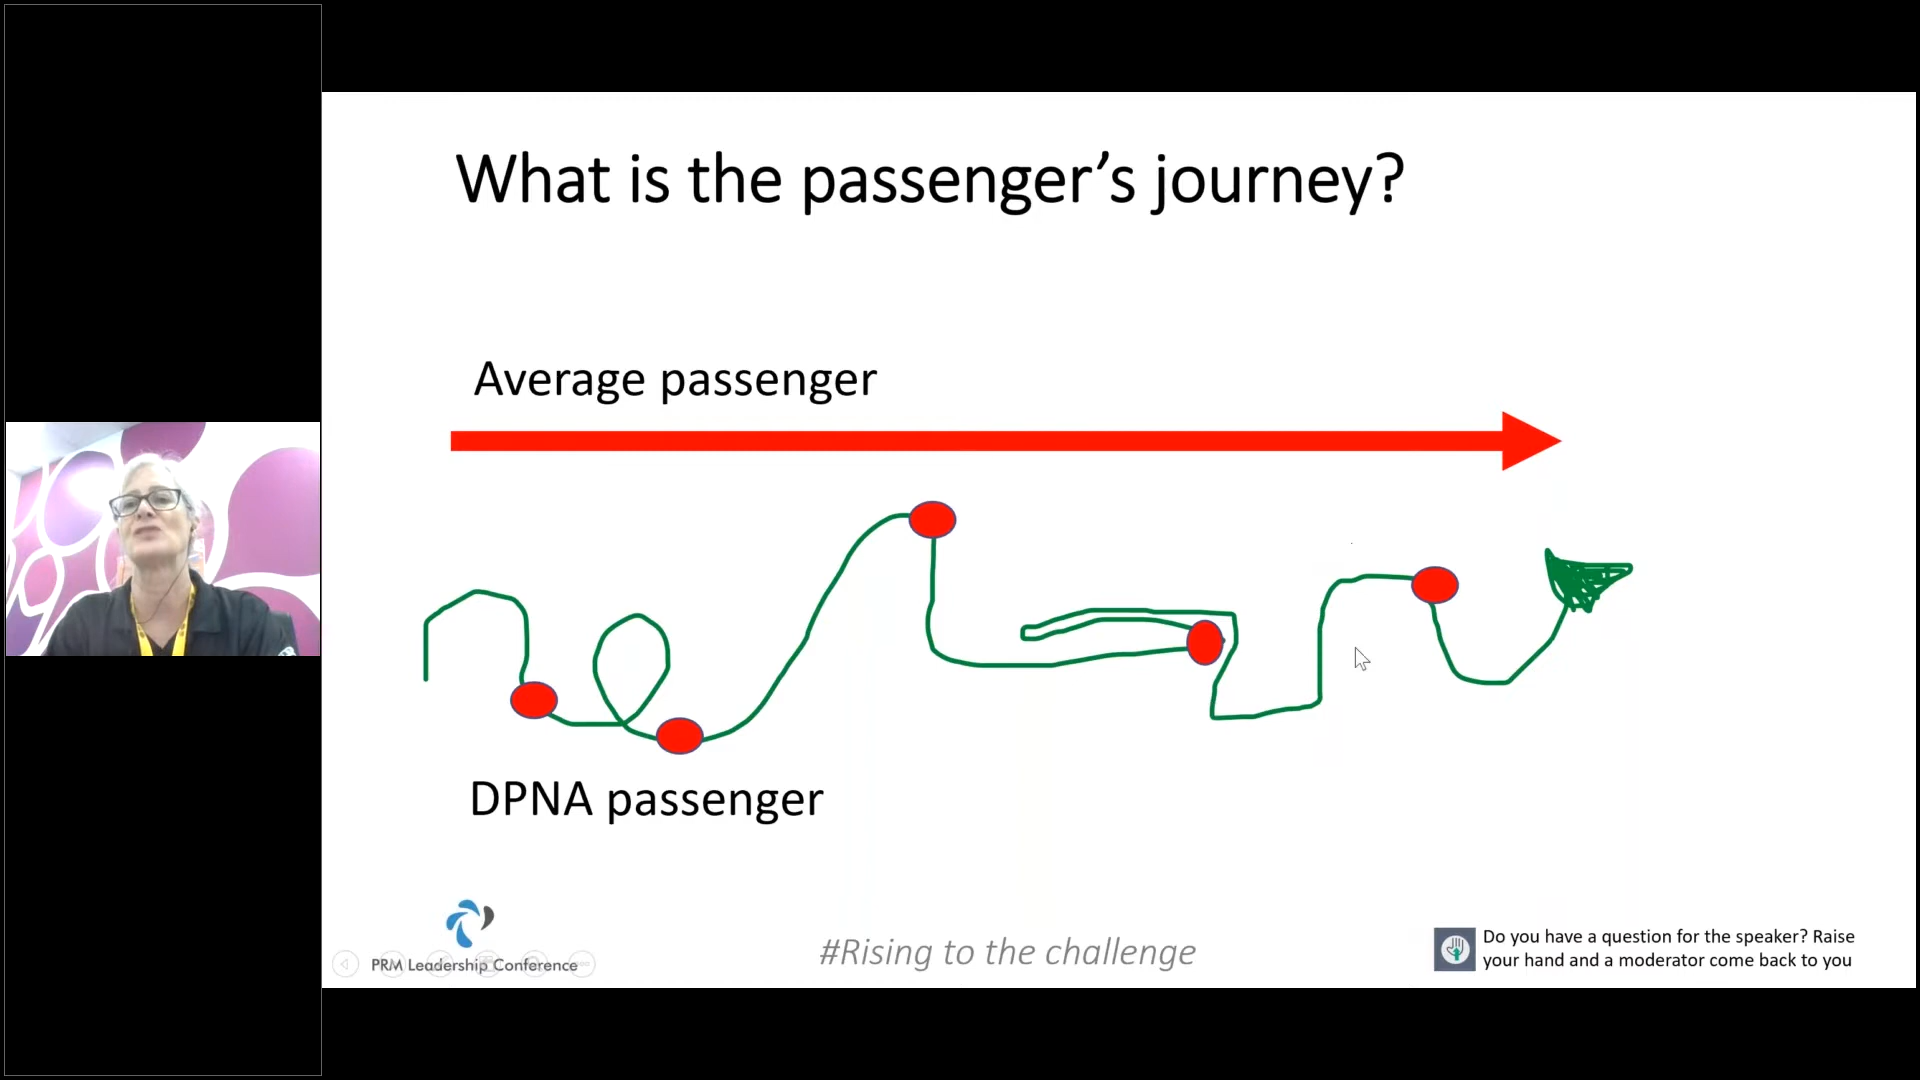 What is the passenger’s journey?
Average passenger
DPNA passenger
PRM Leadership Conference
#Rising to the challenge
Do you have a question for the speaker? Raise
your hand and a moderator come back to you